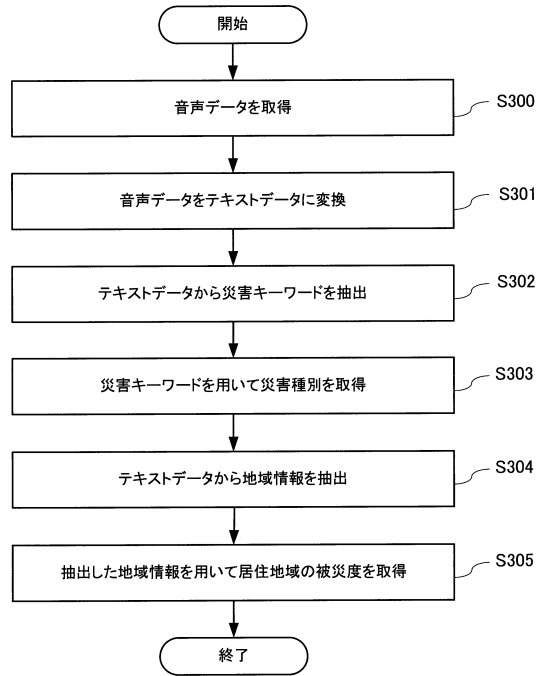 開始
音声データを取得
S300
音声データをテキストデータに変換
S301
テキストデータから災害キーワードを抽出
S302
災害キーワードを用いて災害種別を取得
S303
テキストデータから地域情報を抽出
S304
抽出した地域情報を用いて居住地域の被災度を取得
S305
終了